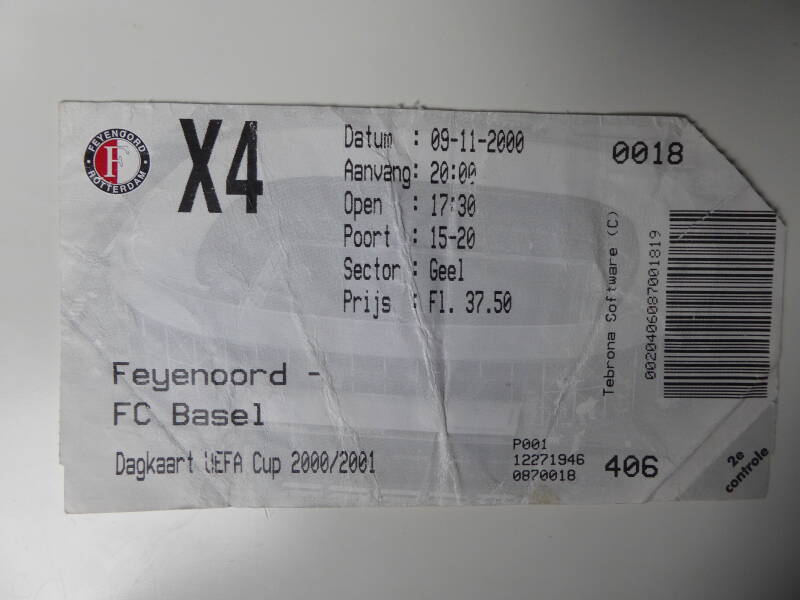 FEYENOORD
ROTTERDAM
X4
Datum : 09-11-2000
Aanvang: 20:00
Open : 17:30
Poort : 15-20
Sector : Geel
Prijs : Fl. 37.50
0018
Tebrona Software (C)
0020406087001819
Feyenoord -
FC Basel
Dagkaart UEFA Cup 2000/2001
P001
12271946
0870018
406
2e
controle